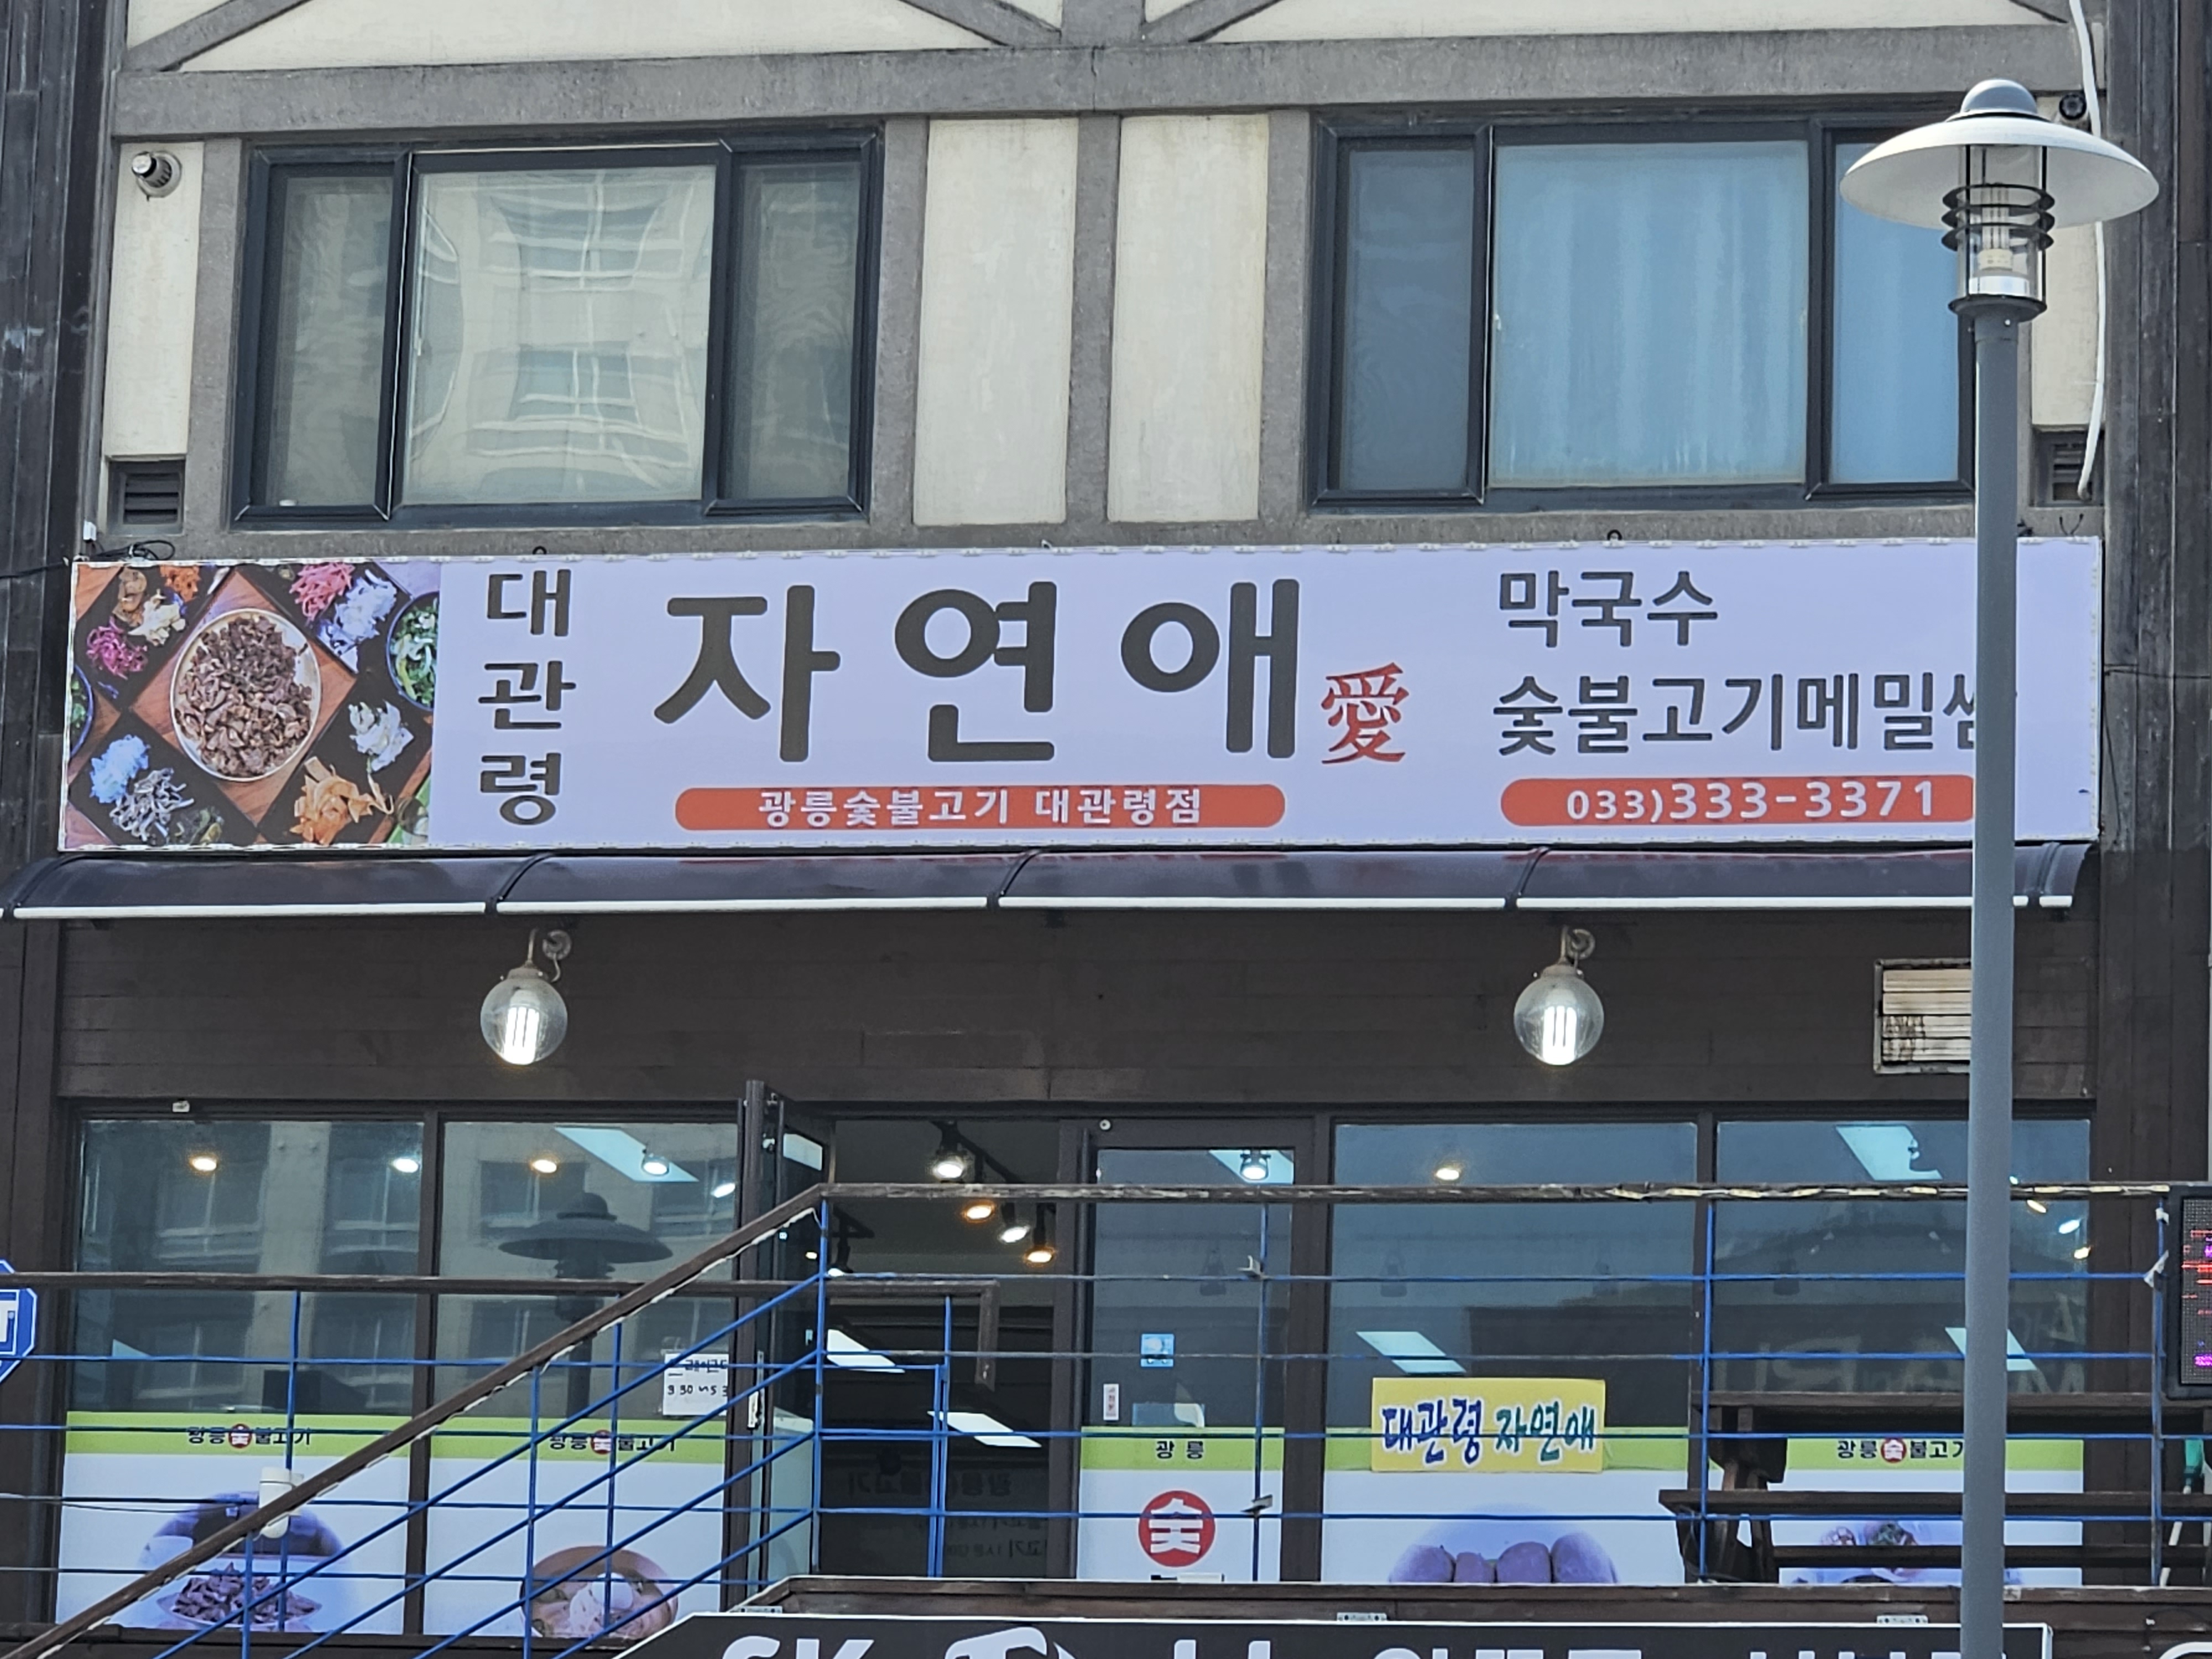 대관령
자연애 愛
광릉숯불고기 대관령점
막국수
숯불고기메밀쌈
033)333-3371
광릉숯불고기
광릉숯불고기
광릉
숯
대관령 자연애
광릉숯불고기
SK